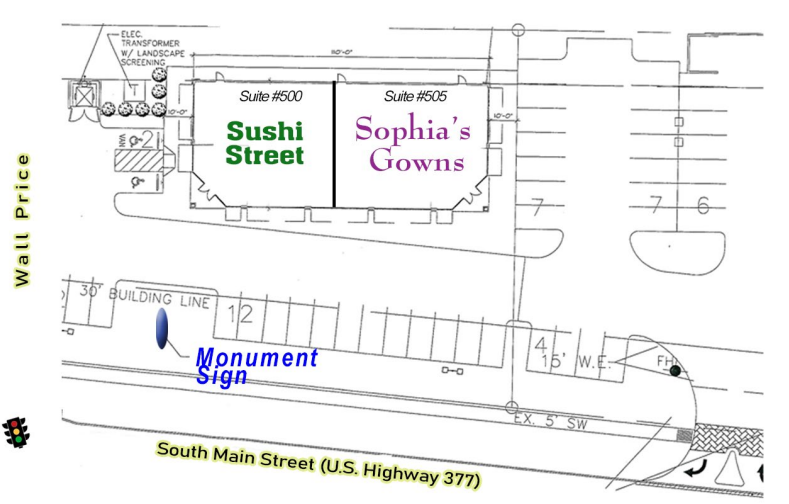 ELEC.
TRANSFORMER
W/ LANDSCAPE
SCREENING
110'-0"
Suite #500
Suite #505
Sushi
Street
Sophia's
Gowns
10'-0"
10'-0"
VAN
2
7
7
6
Wall Price
30' BUILDING LINE
12
Monument
Sign
4
15' W.E.
FH
EX. 5' SW
South Main Street (U.S. Highway 377)